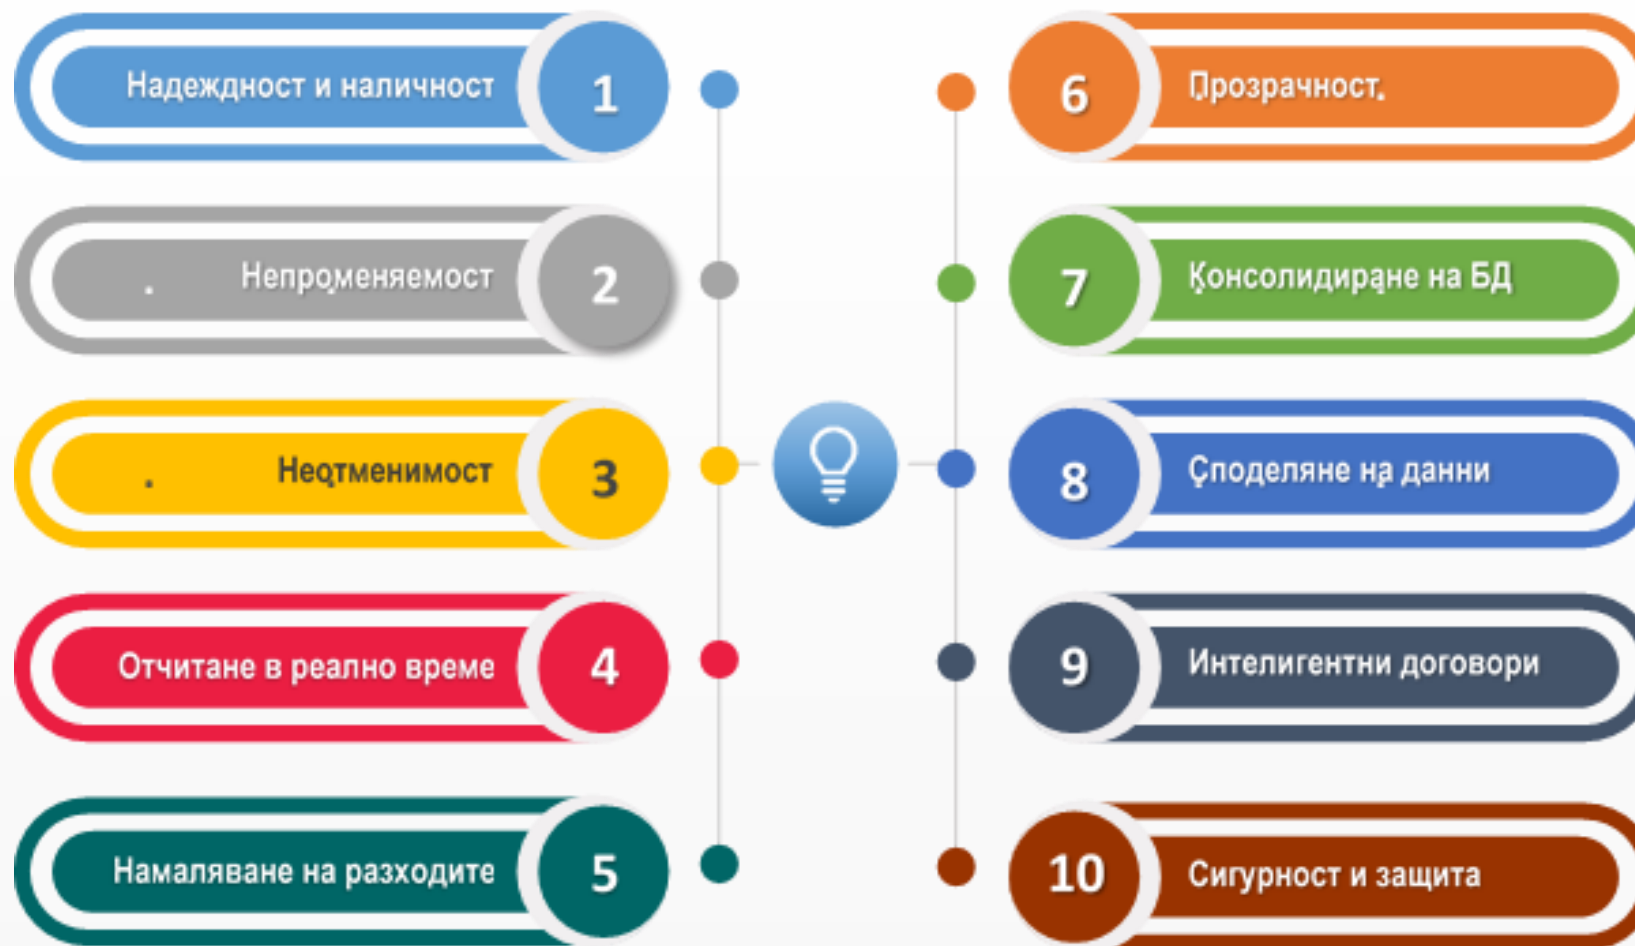 Надеждност и наличност
1
Непроменяемост
2
Неотменимост
3
Отчитане в реално време
4
Намаляване на разходите
5
6
Прозрачност.
7
Консолидиране на БД
8
Споделяне на данни
9
Интелигентни договори
10
Сигурност и защита